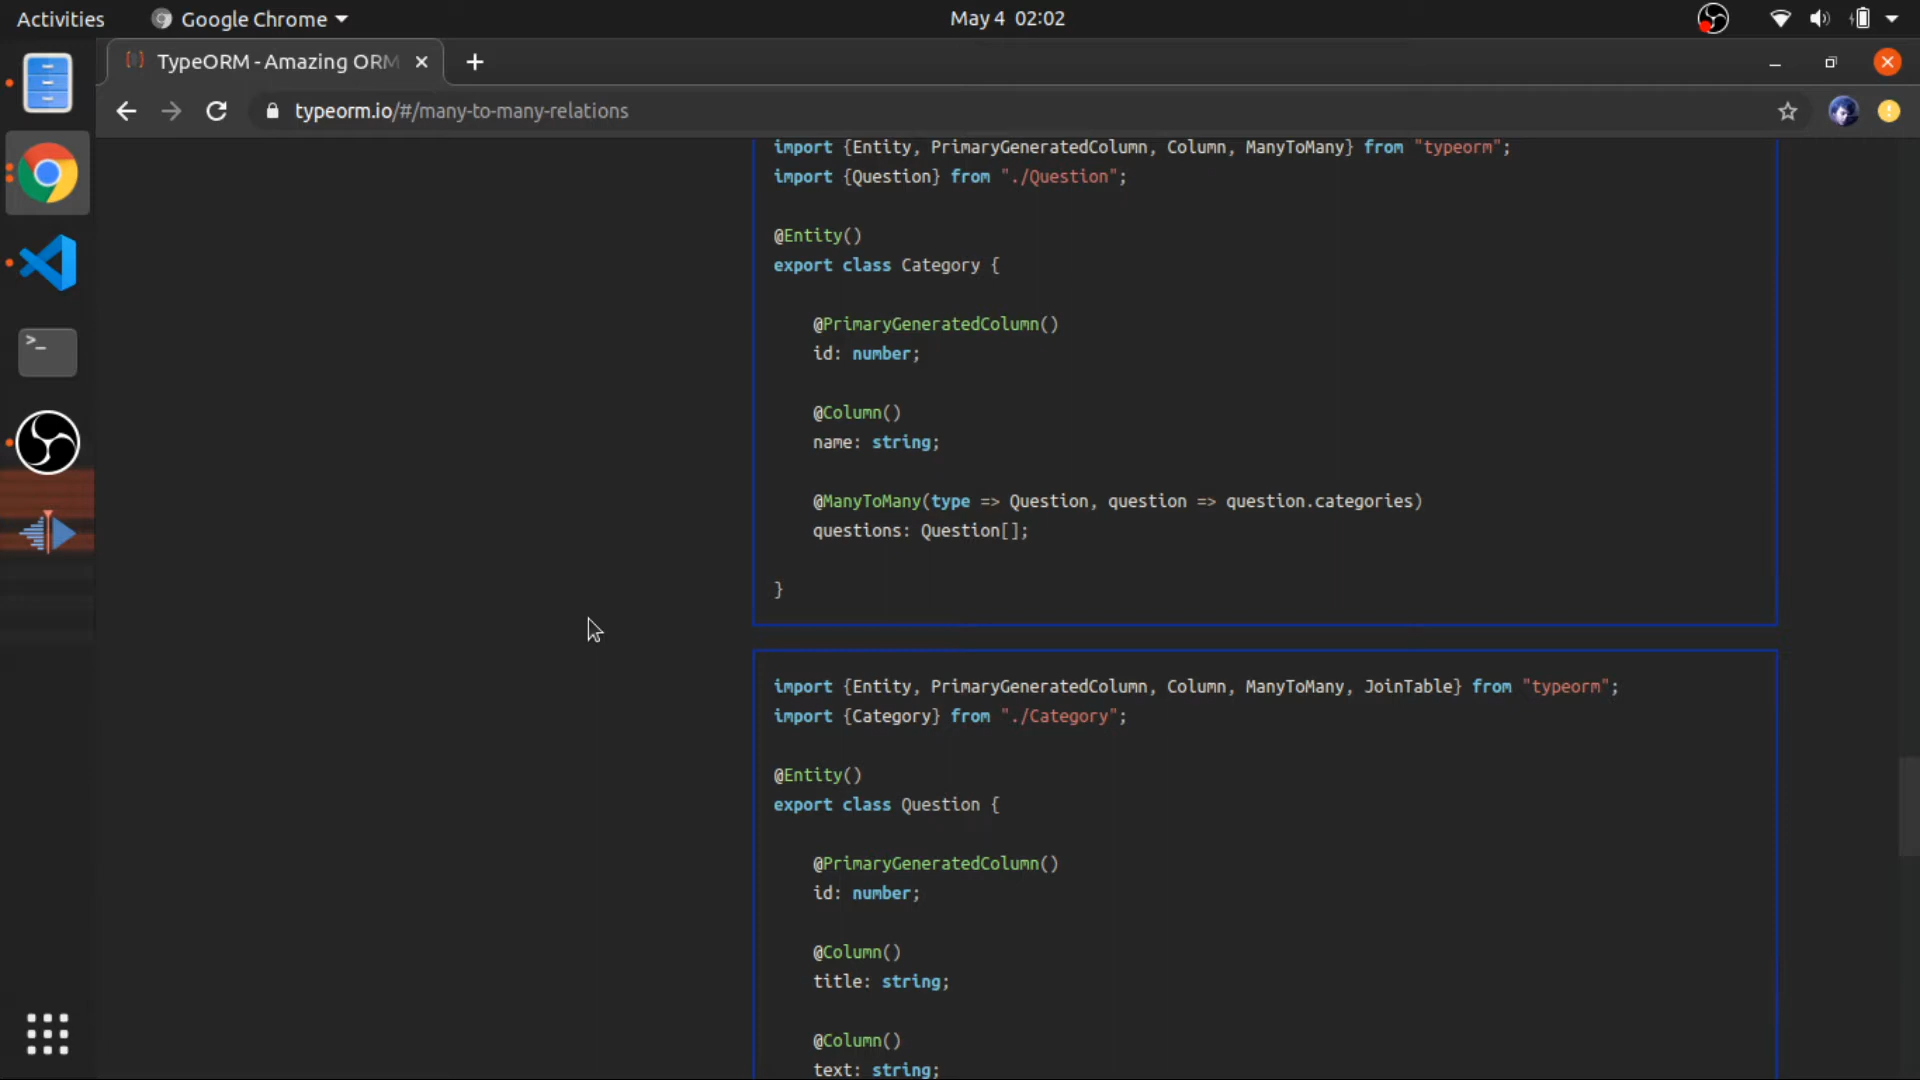 Activities
Google Chrome
May 4 02:02
TypeORM - Amazing ORM
typeorm.io/#/many-to-many-relations
import {Entity, PrimaryGeneratedColumn, Column, ManyToMany} from "typeorm";
import {Question} from "./Question";
@Entity()
export class Category {
@PrimaryGeneratedColumn()
id: number;
@Column()
name: string;
@ManyToMany(type => Question, question => question.categories)
questions: Question[];
}
import {Entity, PrimaryGeneratedColumn, Column, ManyToMany, JoinTable} from "typeorm";
import {Category} from "./Category";
@Entity()
export class Question {
@PrimaryGeneratedColumn()
id: number;
@Column()
title: string;
@Column()
text: string;